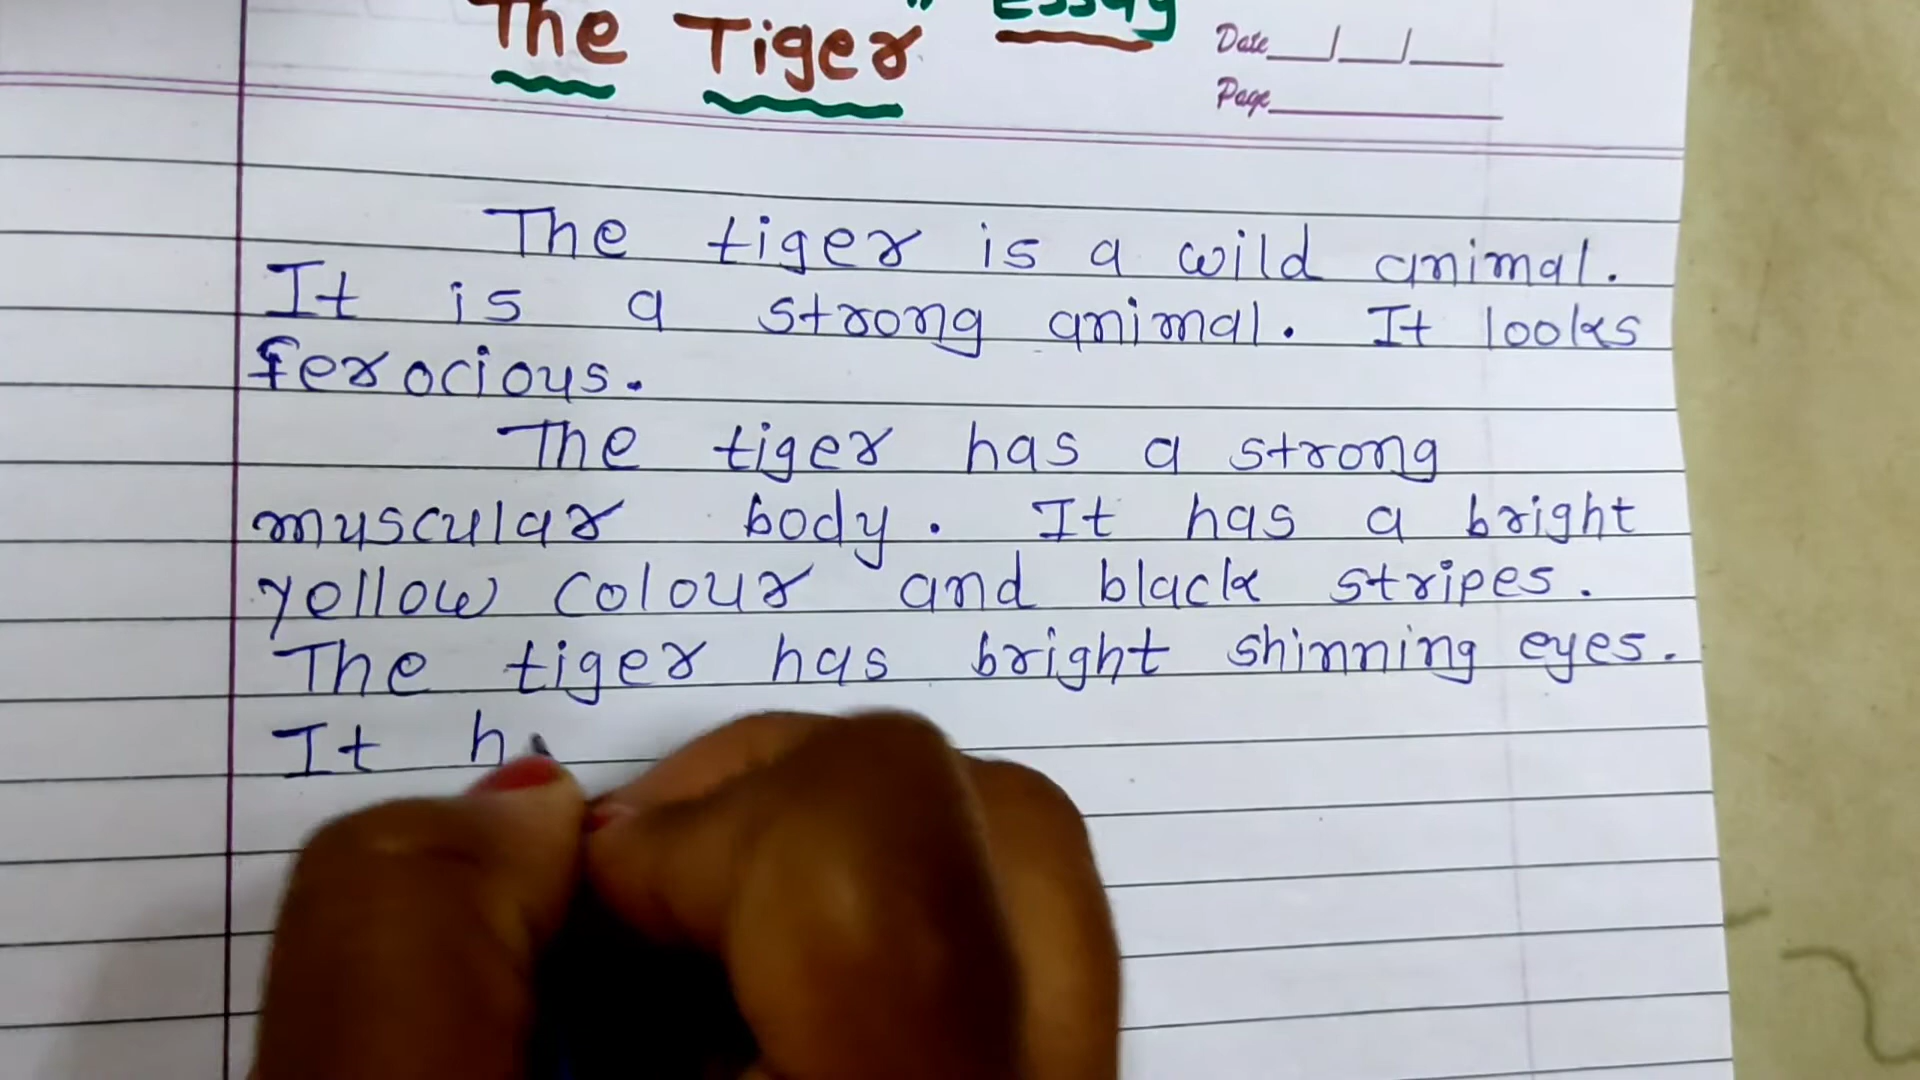 Essay
The Tiger
Date
Page
The tiger is a wild animal.
It is a strong animal. It looks
ferocious.
The tiger has a strong
muscular body. It has a bright
yellow colour and black stripes.
The tiger has bright shinning eyes.
It